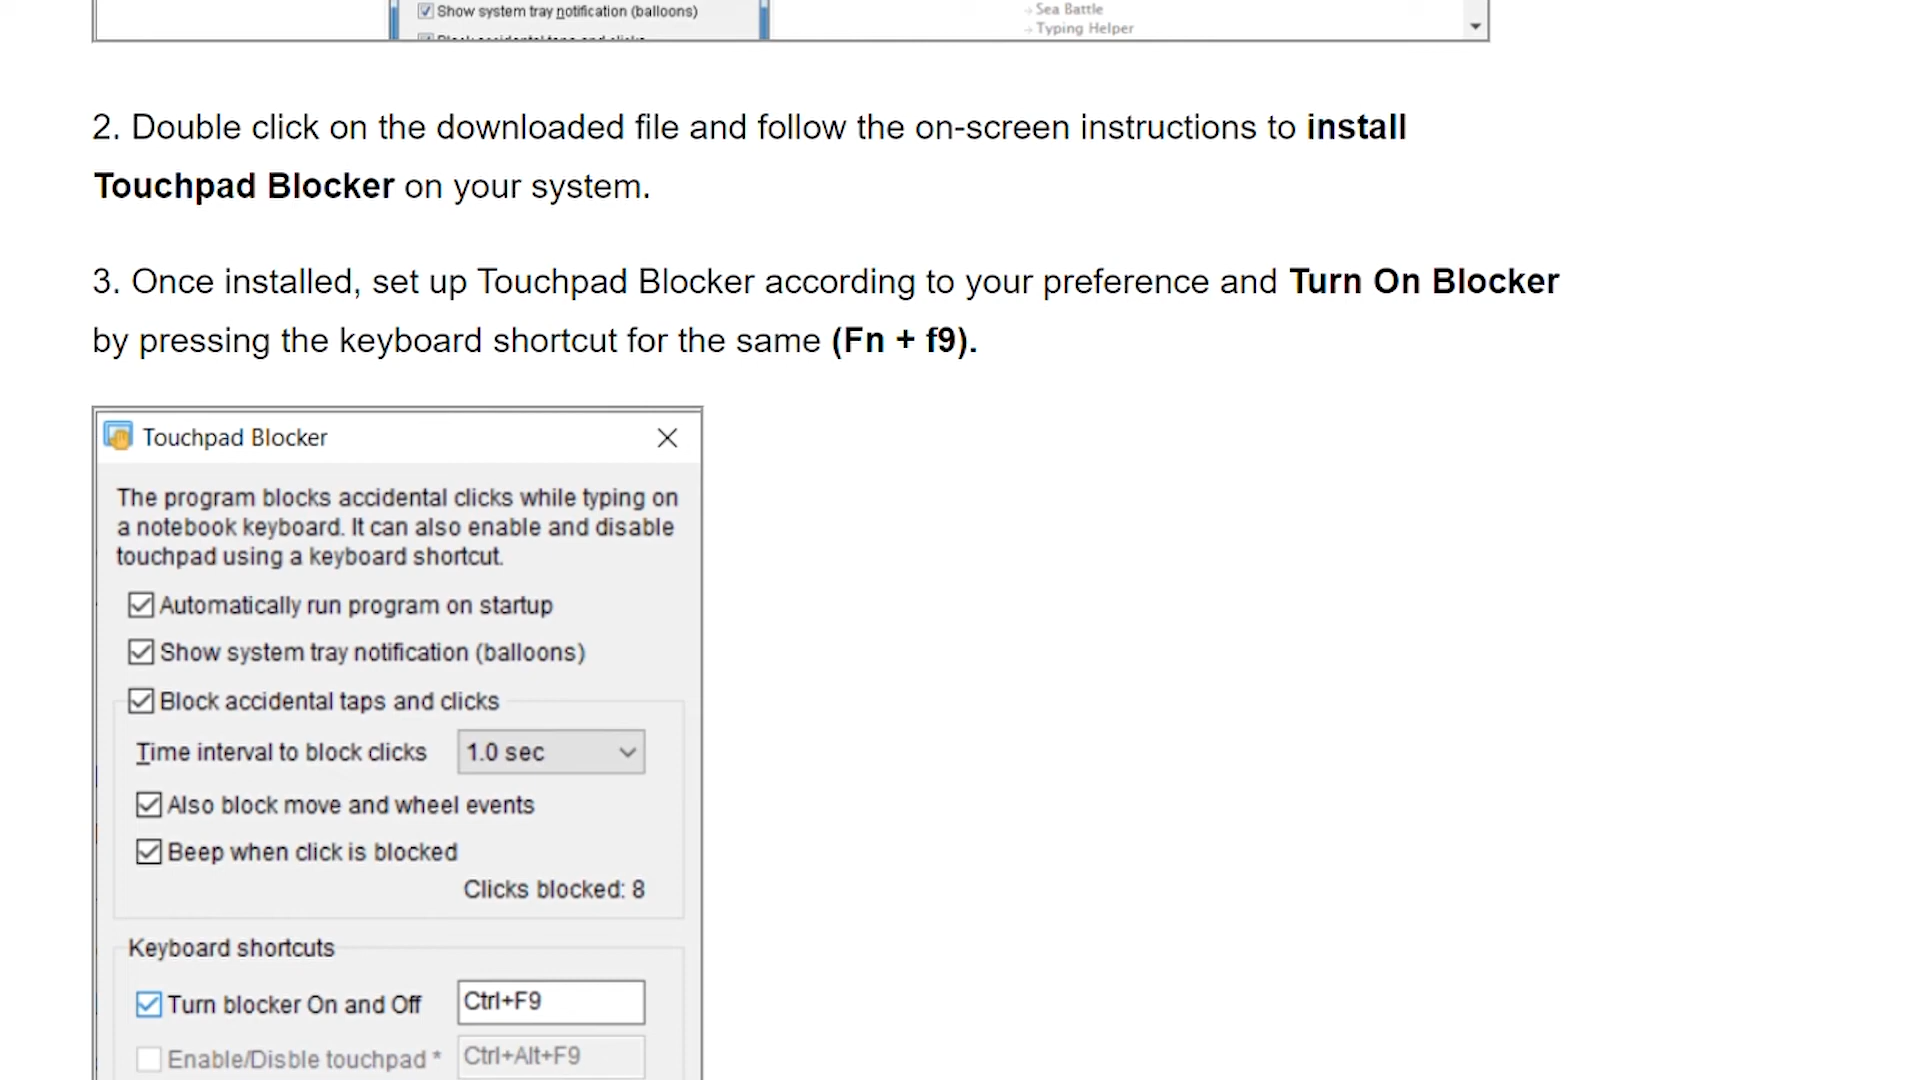 Show system tray notification (balloons)
Sea Battle
Typing Helper
2. Double click on the downloaded file and follow the on-screen instructions to install
Touchpad Blocker on your system.
3. Once installed, set up Touchpad Blocker according to your preference and Turn On Blocker
by pressing the keyboard shortcut for the same (Fn + f9).
Touchpad Blocker
The program blocks accidental clicks while typing on
a notebook keyboard. It can also enable and disable
touchpad using a keyboard shortcut.
Automatically run program on startup
Show system tray notification (balloons)
Block accidental taps and clicks
Time interval to block clicks 1.0 sec
Also block move and wheel events
Beep when click is blocked
Clicks blocked: 8
Keyboard shortcuts
Turn blocker On and Off Ctrl+F9
Enable/Disble touchpad * Ctrl+Alt+F9